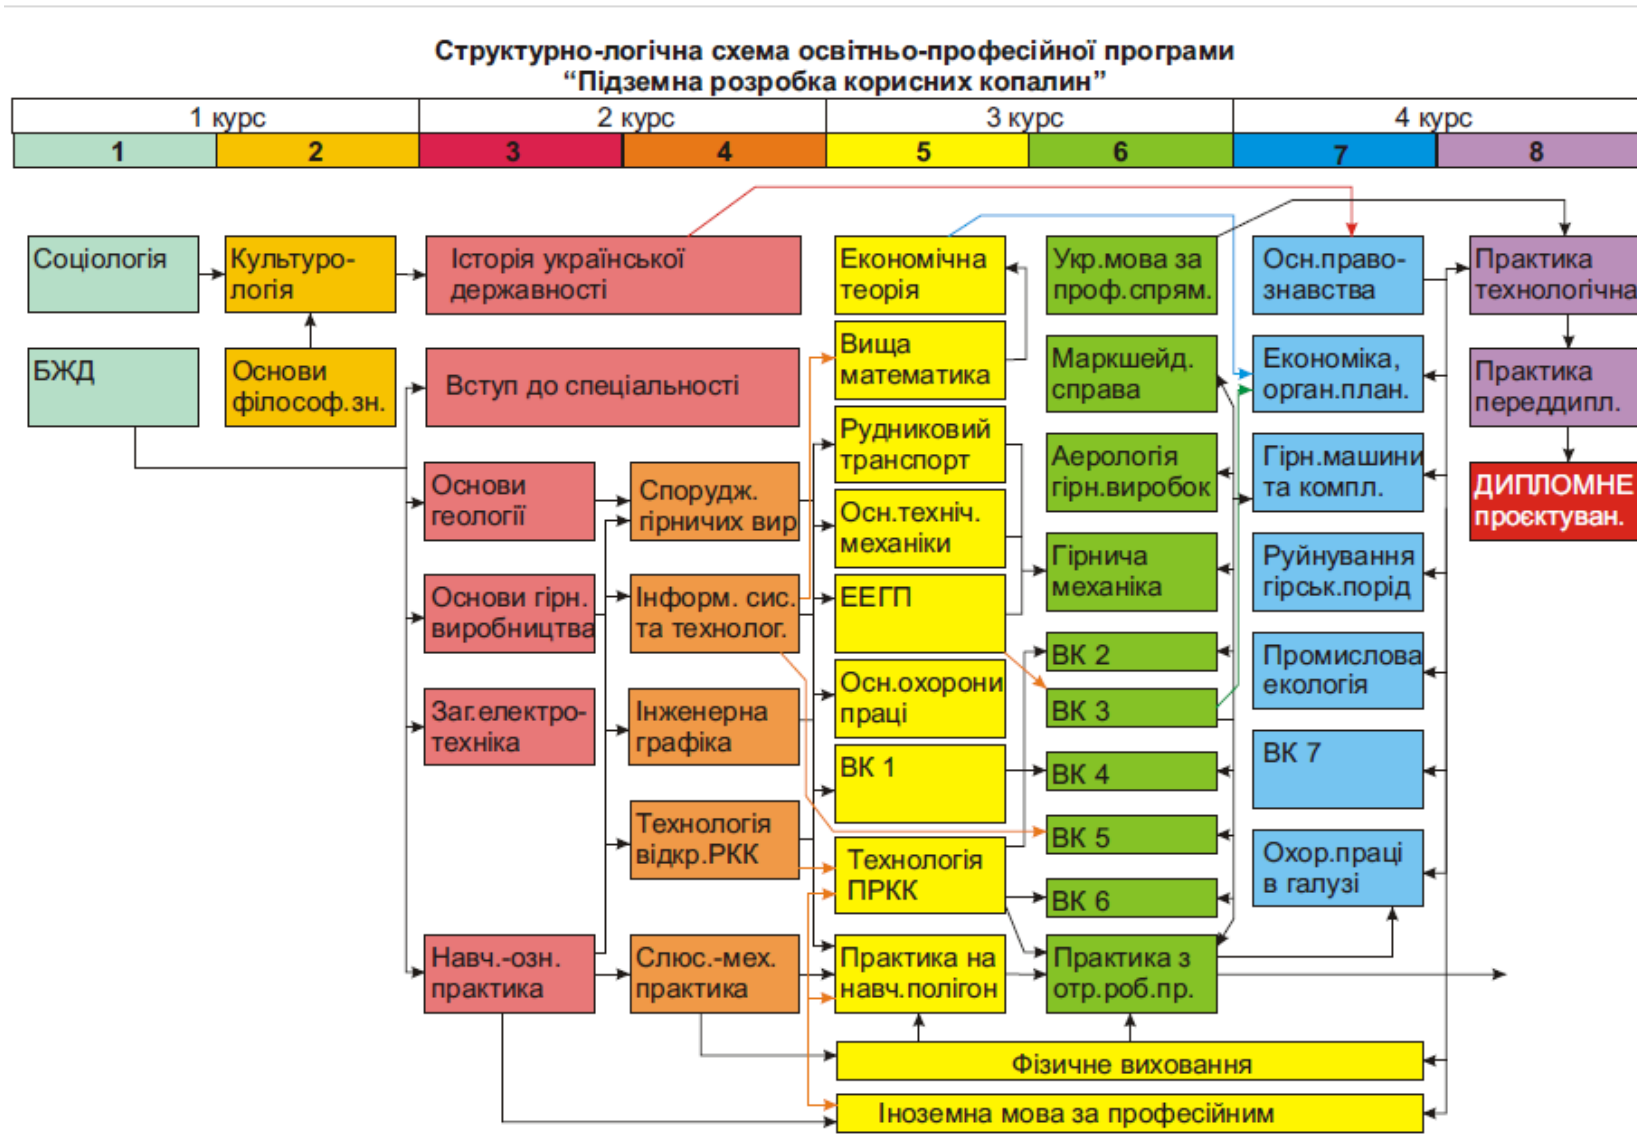 Структурно-логічна схема освітньо-професійної програми
“Підземна розробка корисних копалин”
1 курс
2 курс
3 курс
4 курс
1
2
3
4
5
6
7
8
Соціологія
БЖД
Культуро-
логія
Основи
філософ.зн.
Історія української
державності
Вступ до спеціальності
Основи
геології
Основи гірн.
виробництва
Заг.електро-
техніка
Навч.-озн.
практика
Спорудж.
гірничих вир
Інформ. сис.
та технолог.
Інженерна
графіка
Технологія
відкр.РКК
Слюс.-мех.
практика
Економічна
теорія
Вища
математика
Рудниковий
транспорт
Осн.техніч.
механіки
ЕЕГП
Осн.охорони
праці
ВК 1
Технологія
ПРКК
Практика на
навч.полігон
Укр.мова за
проф.спрям.
Маркшейд.
справа
Аерологія
гірн.виробок
Гірнича
механіка
ВК 2
ВК 3
ВК 4
ВК 5
ВК 6
Практика з
отр.роб.пр.
Осн.право-
знавства
Економіка,
орган.план.
Гірн.машини
та компл.
Руйнування
гірськ.порід
Промислова
екологія
ВК 7
Охор.праці
в галузі
Практика
технологічна
Практика
переддипл.
ДИПЛОМНЕ
проєктуван.
Фізичне виховання
Іноземна мова за професійним